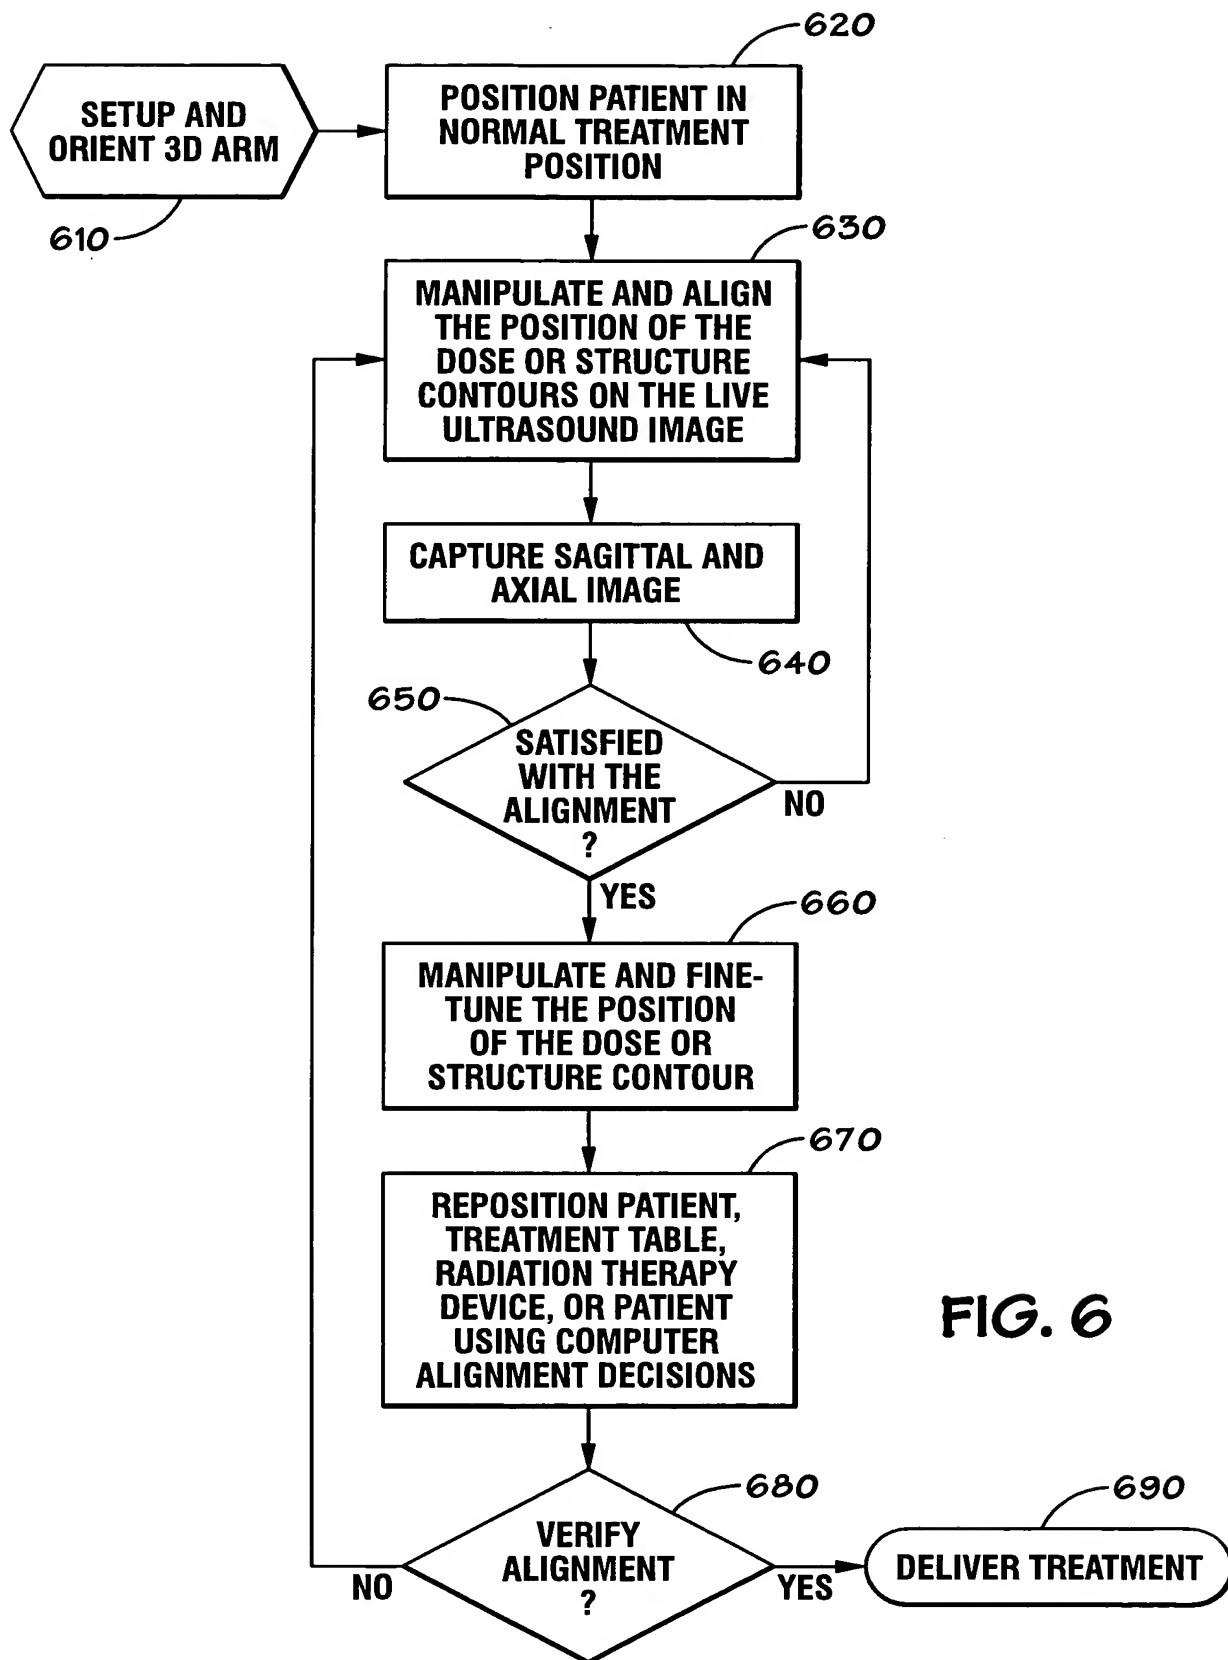 620
SETUP AND
ORIENT 3D ARM
610
POSITION PATIENT IN
NORMAL TREATMENT
POSITION
630
MANIPULATE AND ALIGN
THE POSITION OF THE
DOSE OR STRUCTURE
CONTOURS ON THE LIVE
ULTRASOUND IMAGE
CAPTURE SAGITTAL AND
AXIAL IMAGE
640
650
SATISFIED
WITH THE
ALIGNMENT
?
NO
YES
660
MANIPULATE AND FINE-
TUNE THE POSITION
OF THE DOSE OR
STRUCTURE CONTOUR
670
REPOSITION PATIENT,
TREATMENT TABLE,
RADIATION THERAPY
DEVICE, OR PATIENT
USING COMPUTER
ALIGNMENT DECISIONS
FIG. 6
680
VERIFY
ALIGNMENT
?
NO
YES
690
DELIVER TREATMENT